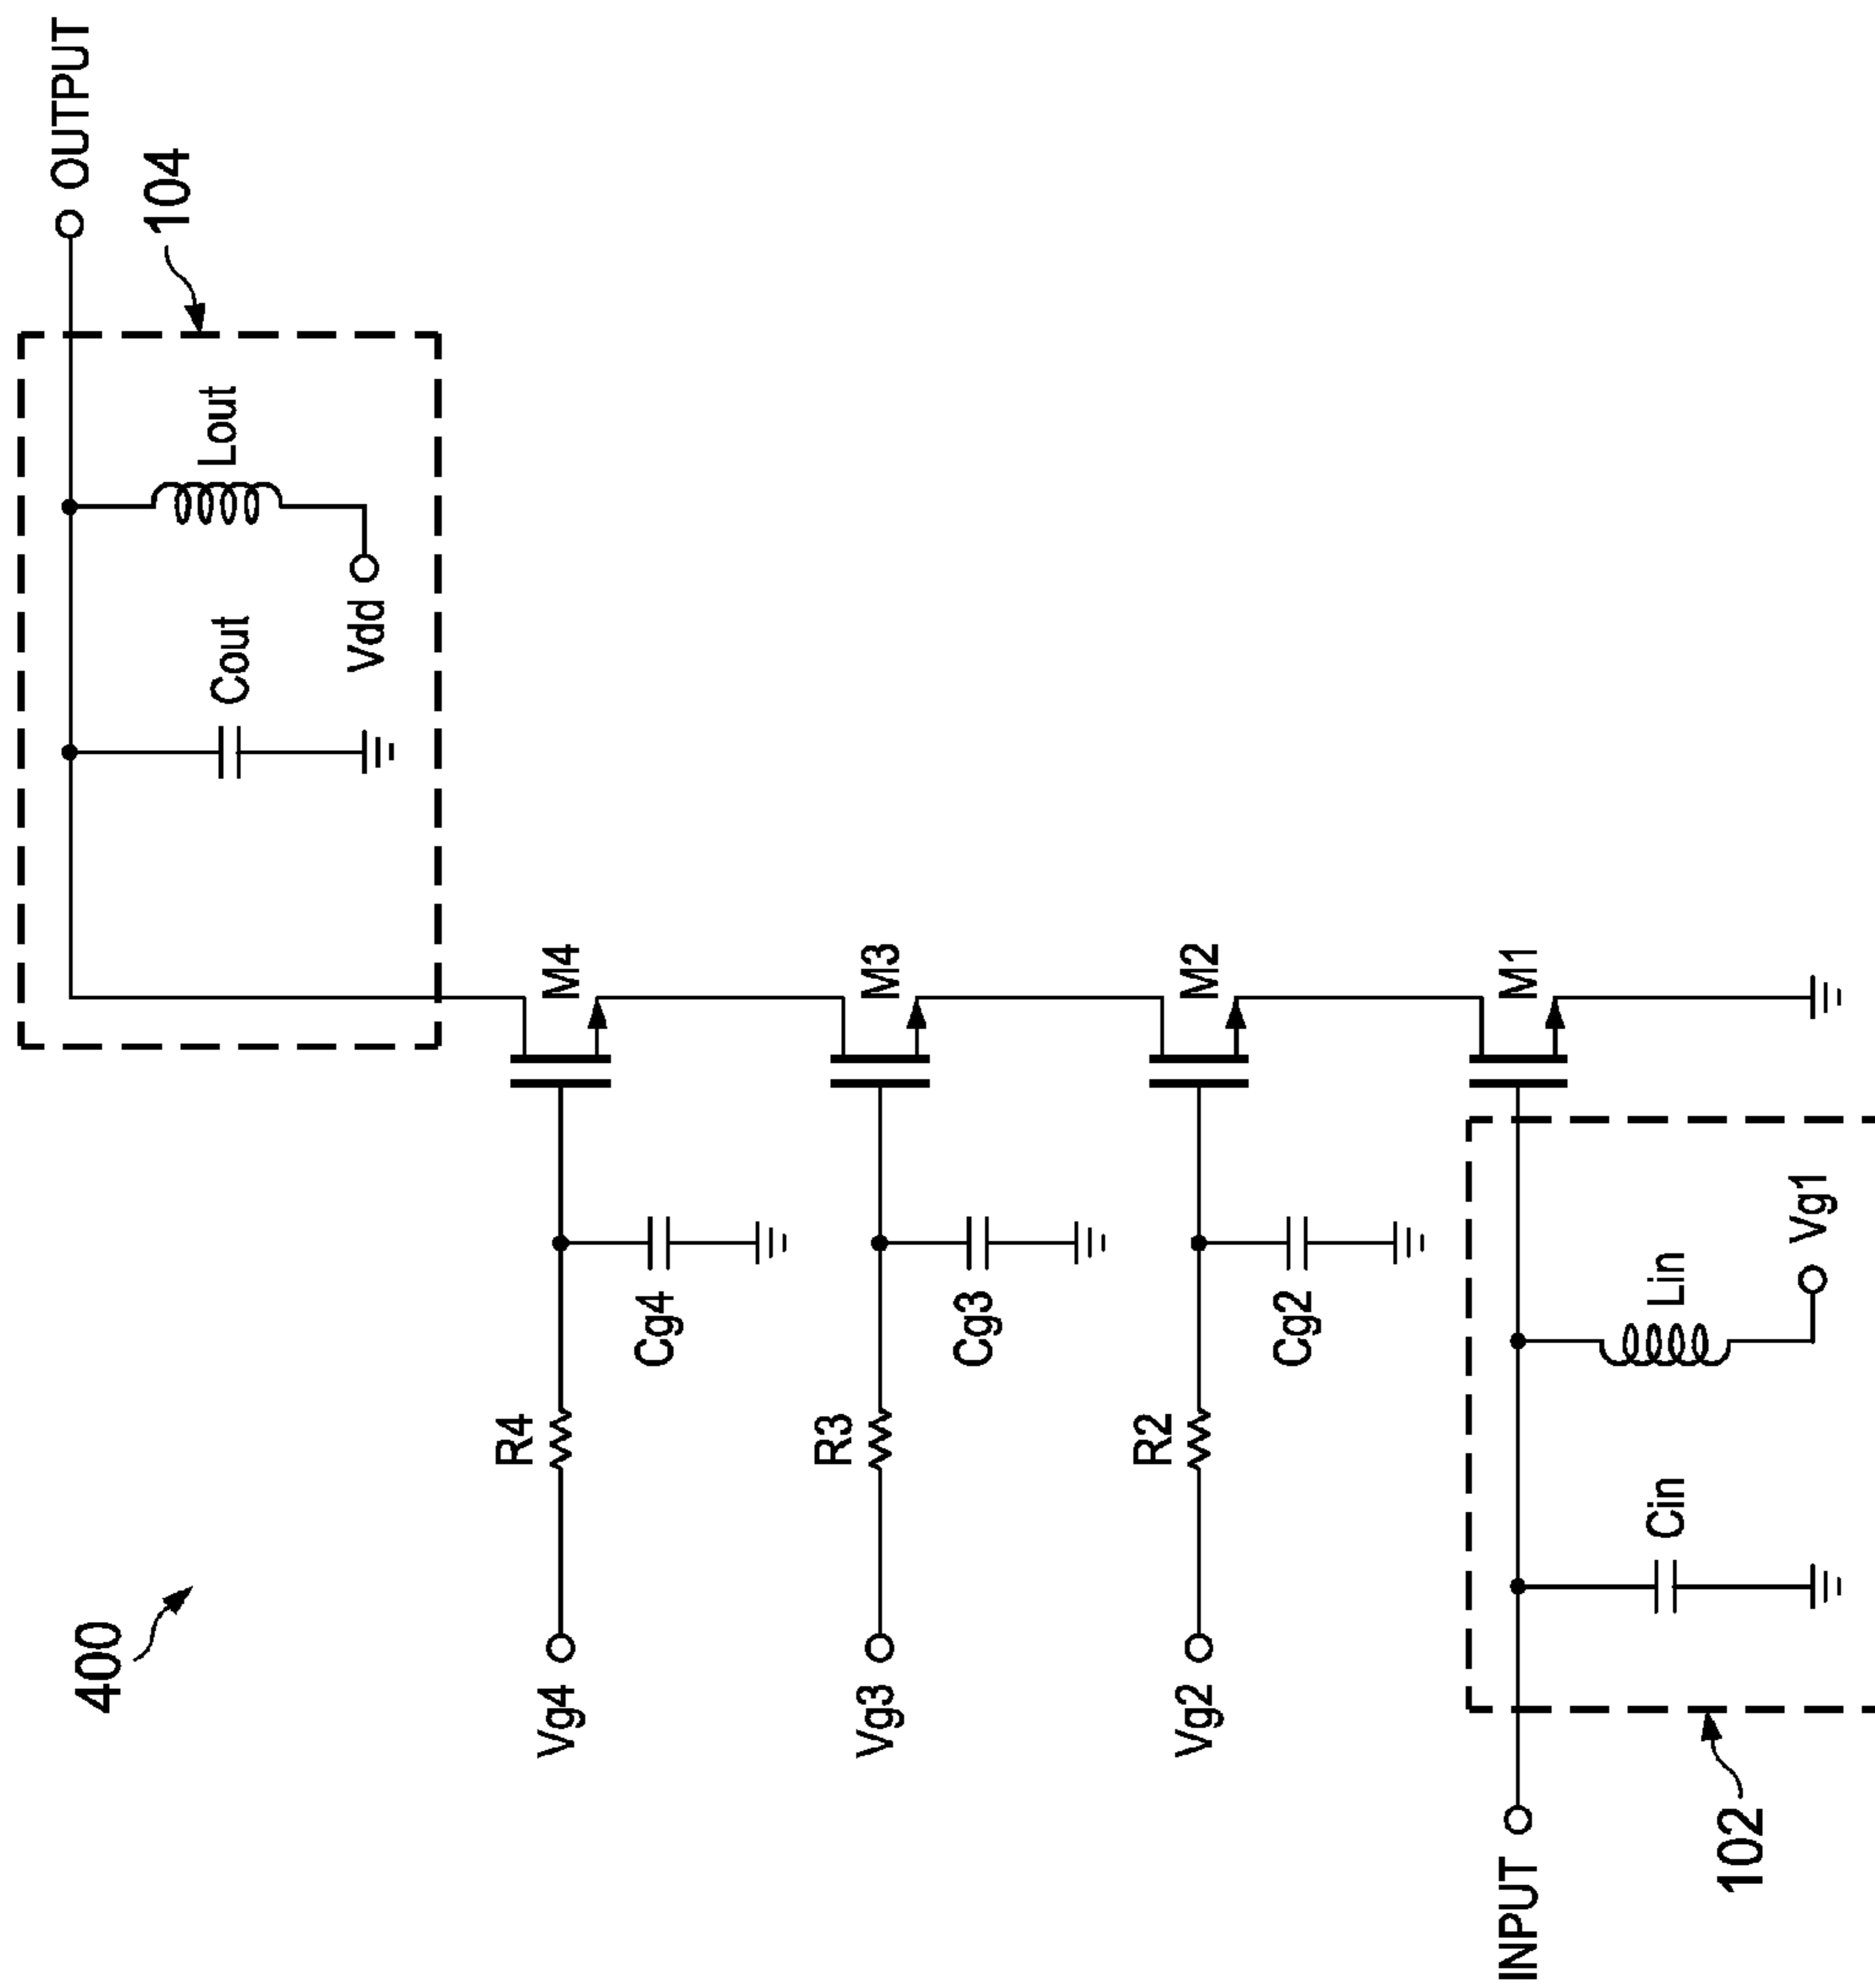 400
OUTPUT
104
Lout
Cout
Vdd
M4
R4
Cg4
Vg4
M3
R3
Cg3
Vg3
M2
R2
Cg2
Vg2
M1
Vg1
Lin
Cin
INPUT
102